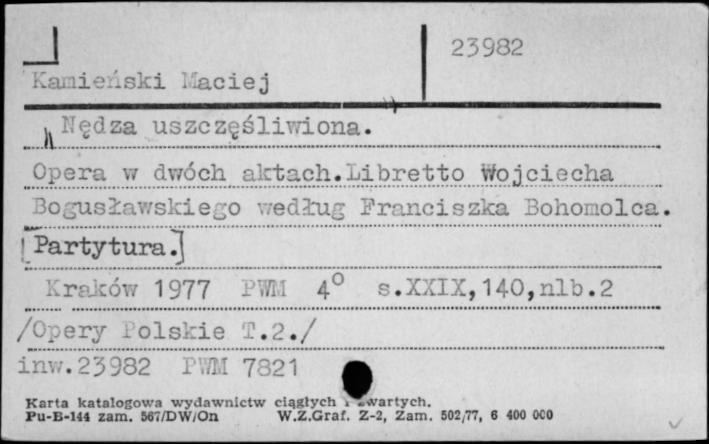 23982
Kamieński Maciej
Nędza uszczęśliwiona.
Opera w dwóch aktach.Libretto Wojciecha
Bogusławskiego według Franciszka Bohomolca.
[Partytura.]
Kraków 1977 PWM 4° s.XXIX,140,nlb.2
/Opery Polskie T.2./
inw.23982 PWM 7821
Karta katalogowa wydawnictw ciągłych i zwartych.
Pu-B-144 zam. 567/DW/On W.Z.Graf. Z-2, Zam. 502/77, 6 400 000